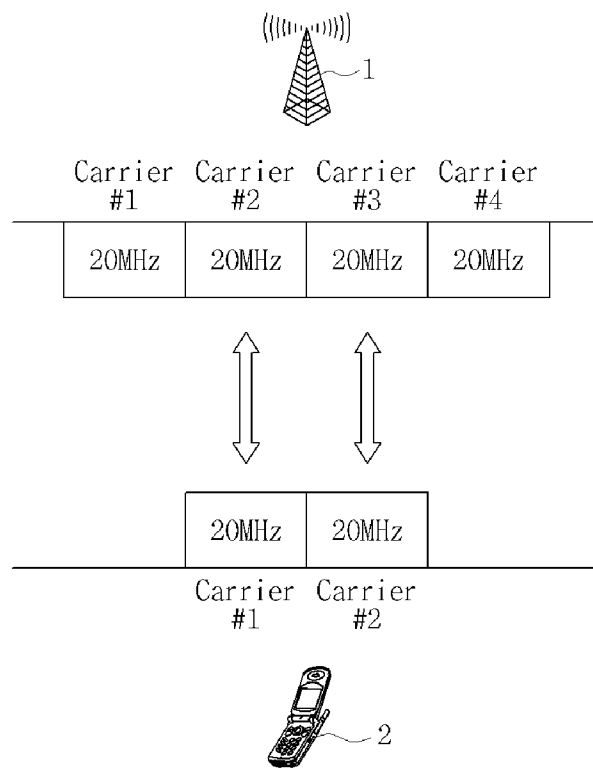 1
Carrier Carrier Carrier Carrier
#1 #2 #3 #4
20MHz 20MHz 20MHz 20MHz
20MHz 20MHz
Carrier Carrier
#1 #2
2